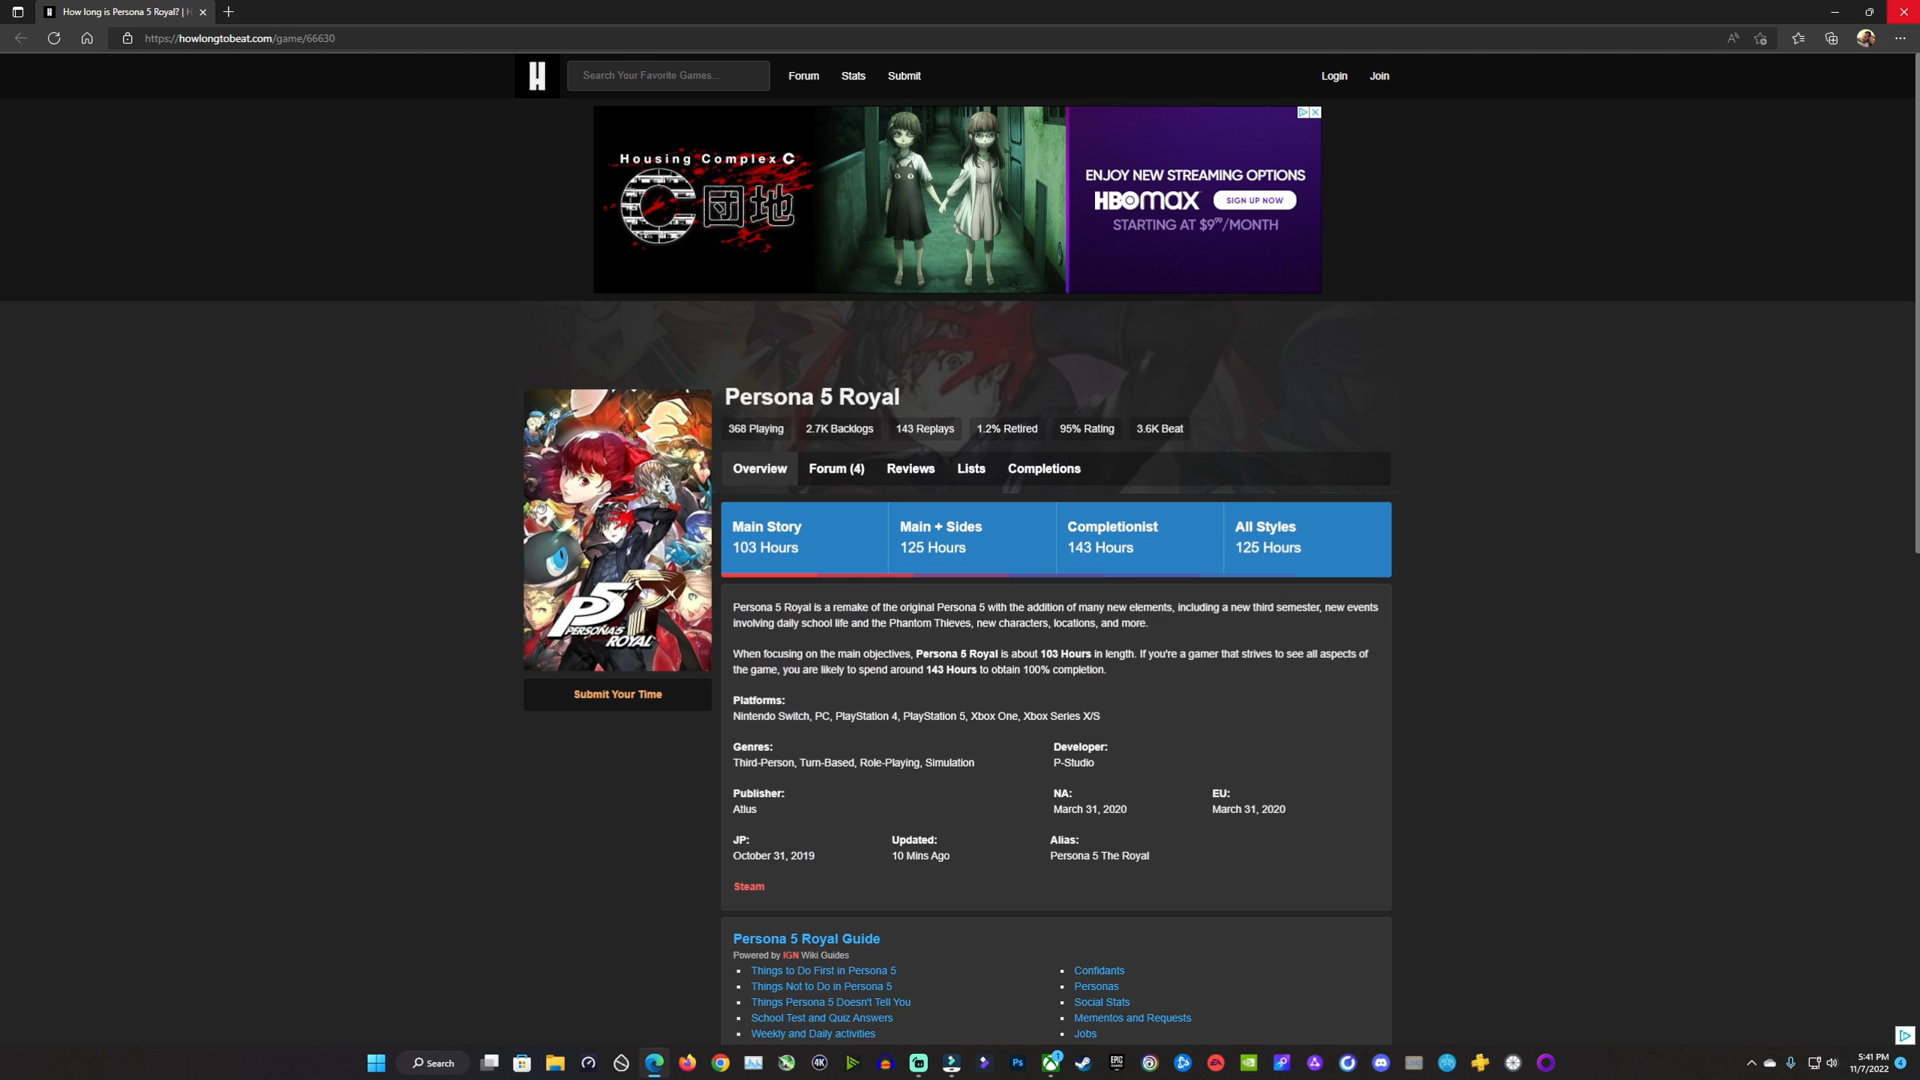 How long is Persona 5 Royal? | H
https://howlongtobeat.com/game/66630
Search Your Favorite Games...
Forum
Stats
Submit
Login
Join
Housing Complex C
C団地
ENJOY NEW STREAMING OPTIONS
HBOMAX
SIGN UP NOW
STARTING AT $9.99/MONTH
Persona 5 Royal
368 Playing
2.7K Backlogs
143 Replays
1.2% Retired
95% Rating
3.6K Beat
Overview
Forum (4)
Reviews
Lists
Completions
Main Story
103 Hours
Main + Sides
125 Hours
Completionist
143 Hours
All Styles
125 Hours
P5R
PERSONA5
ROYAL
Submit Your Time
Persona 5 Royal is a remake of the original Persona 5 with the addition of many new elements, including a new third semester, new events
involving daily school life and the Phantom Thieves, new characters, locations, and more.
When focusing on the main objectives, Persona 5 Royal is about 103 Hours in length. If you're a gamer that strives to see all aspects of
the game, you are likely to spend around 143 Hours to obtain 100% completion.
Platforms:
Nintendo Switch, PC, PlayStation 4, PlayStation 5, Xbox One, Xbox Series X/S
Genres:
Third-Person, Turn-Based, Role-Playing, Simulation
Developer:
P-Studio
Publisher:
Atlus
NA:
March 31, 2020
EU:
March 31, 2020
JP:
October 31, 2019
Updated:
10 Mins Ago
Alias:
Persona 5 The Royal
Steam
Persona 5 Royal Guide
Powered by IGN Wiki Guides
Things to Do First in Persona 5
Things Not to Do in Persona 5
Things Persona 5 Doesn't Tell You
School Test and Quiz Answers
Weekly and Daily activities
Confidants
Personas
Social Stats
Mementos and Requests
Jobs
Search
4K
Ps
1
EPIC
EA
5:41 PM
11/7/2022
4